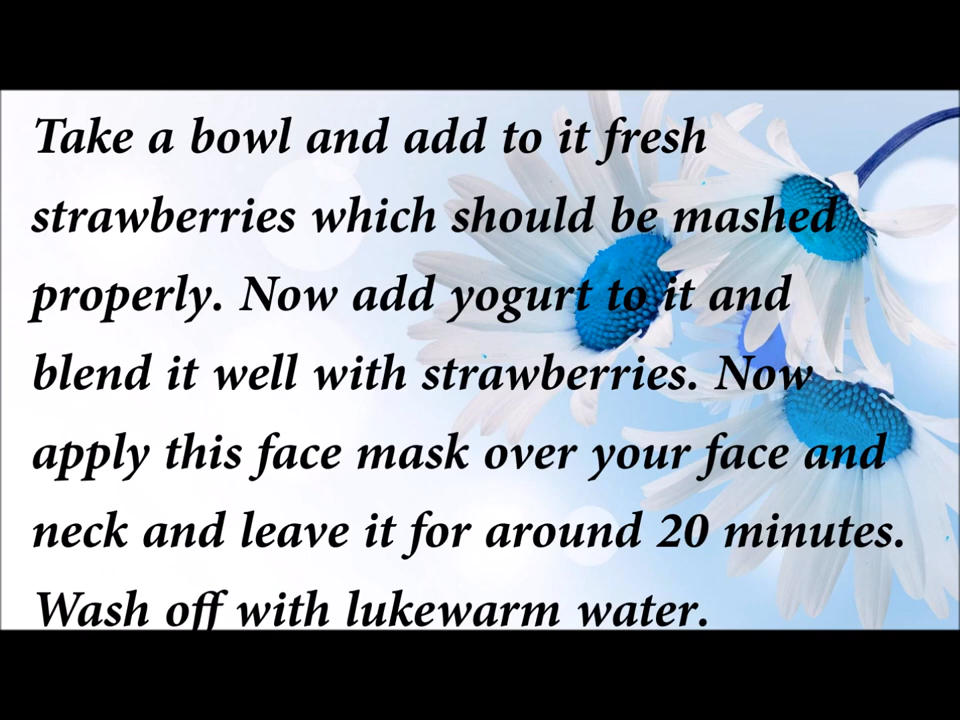 Take a bowl and add to it fresh
strawberries which should be mashed
properly. Now add yogurt to it and
blend it well with strawberries. Now
apply this face mask over your face and
neck and leave it for around 20 minutes.
Wash off with lukewarm water.